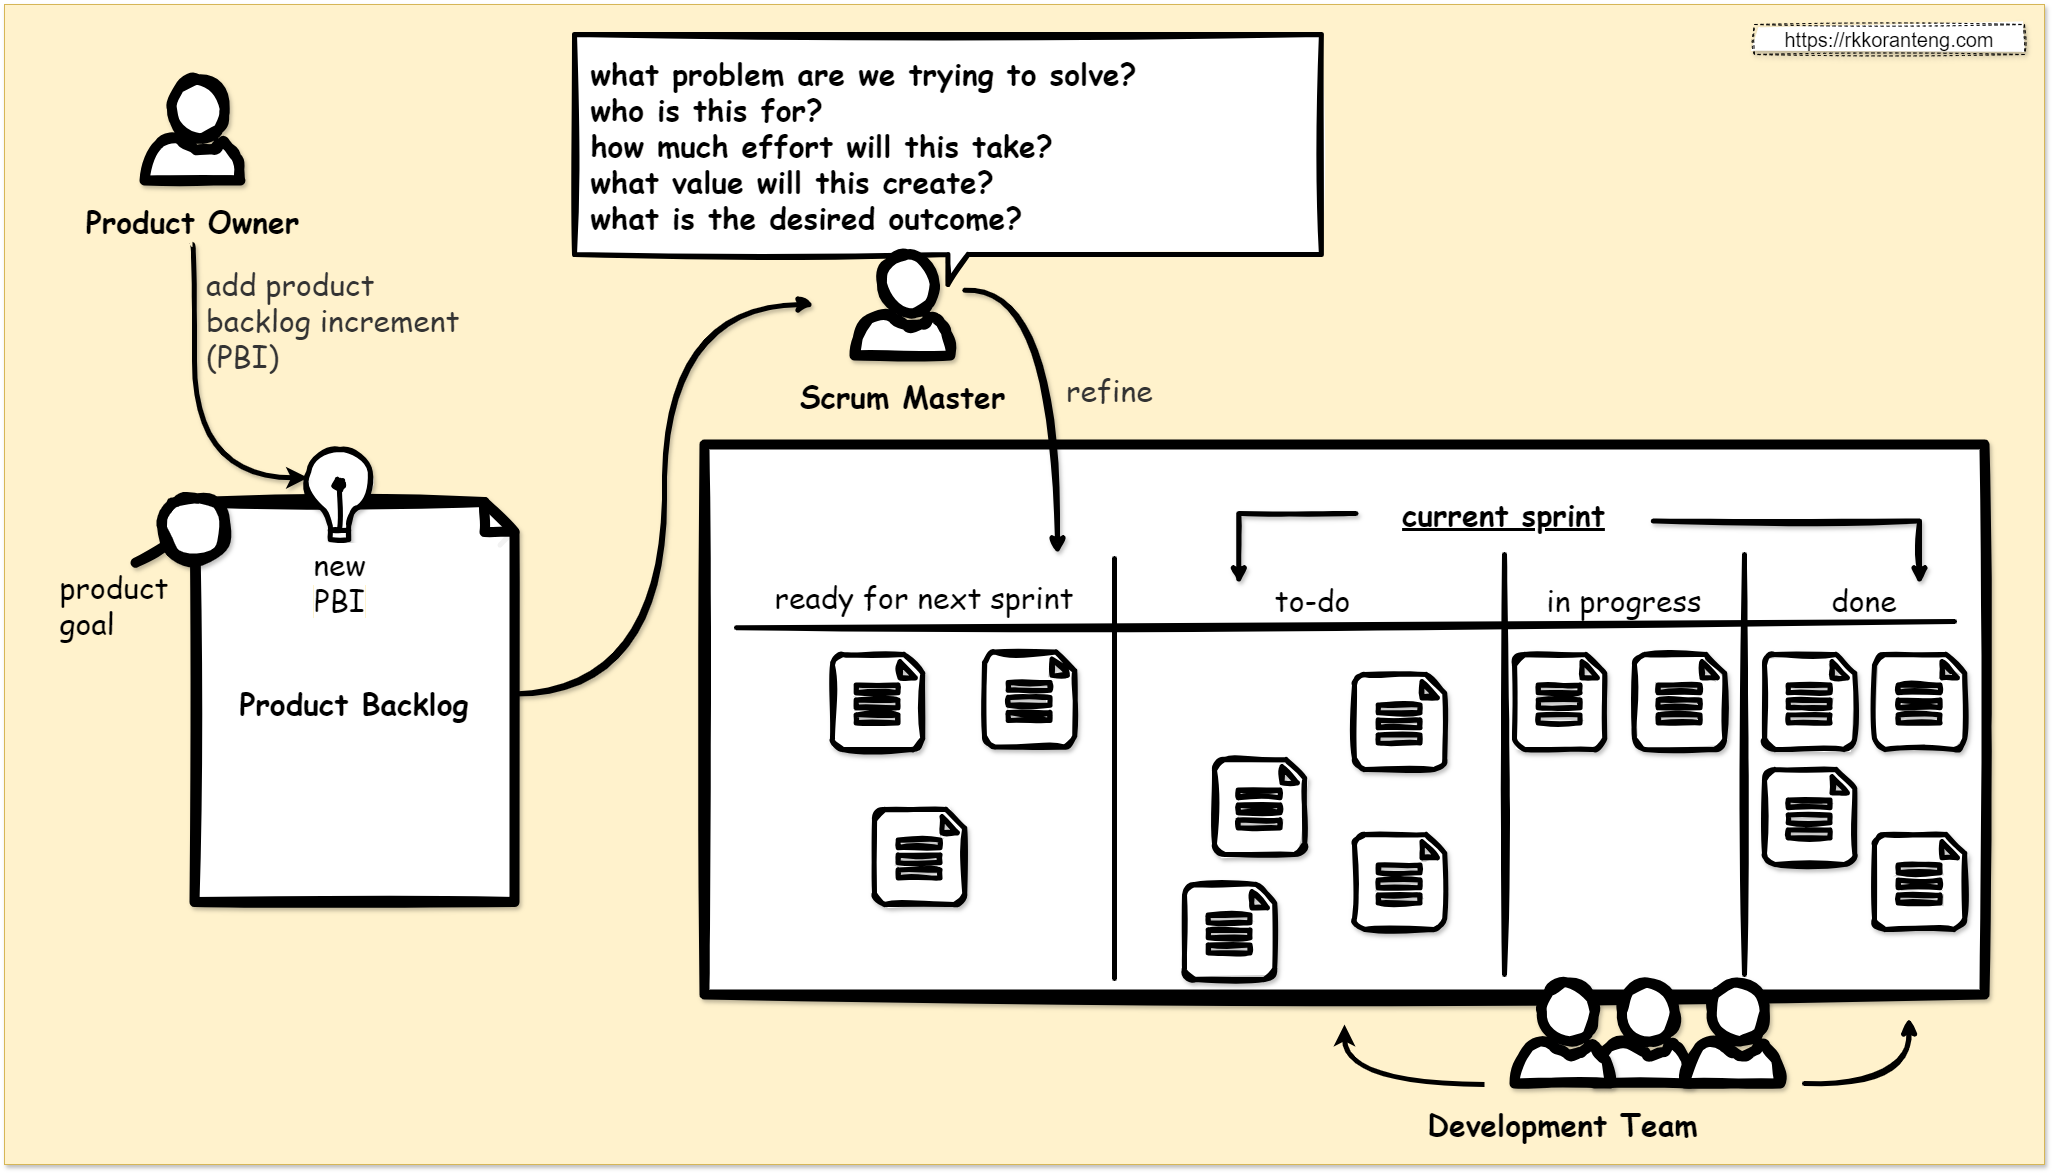 https://rkkoranteng.com
what problem are we trying to solve?
who is this for?
how much effort will this take?
what value will this create?
what is the desired outcome?
Product Owner
add product
backlog increment
(PBI)
Scrum Master
refine
new
PBI
product
goal
Product Backlog
current sprint
ready for next sprint
to-do
in progress
done
Development Team